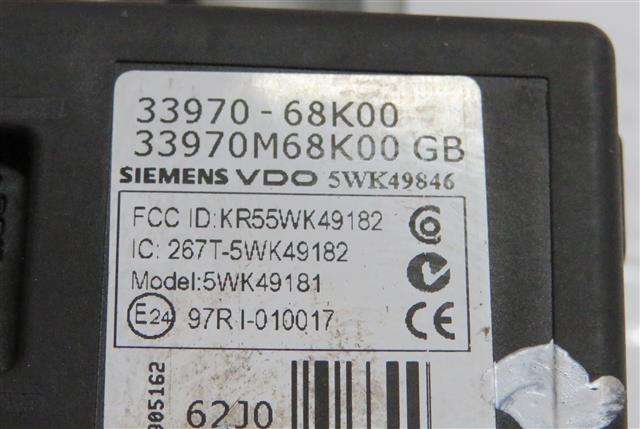 33970-68K00
33970M68K00 GB
SIEMENS VDO 5WK49846
FCC ID:KR55WK49182
IC: 267T-5WK49182
Model:5WK49181
E24 97R I-010017 CE
905162
62J0